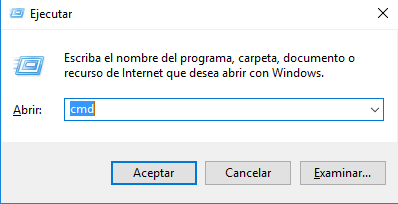 Ejecutar
Escriba el nombre del programa, carpeta, documento o
recurso de Internet que desea abrir con Windows.
Abrir: cmd
Aceptar Cancelar Examinar...